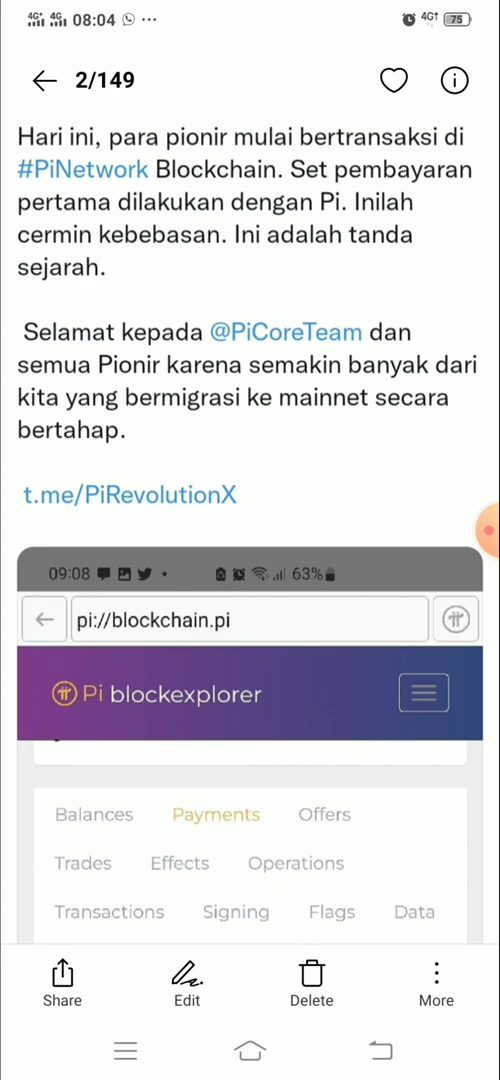 4G+ 4G 08:04 ...
4G↑ 75
2/149
Hari ini, para pionir mulai bertransaksi di
#PiNetwork Blockchain. Set pembayaran
pertama dilakukan dengan Pi. Inilah
cermin kebebasan. Ini adalah tanda
sejarah.
Selamat kepada @PiCoreTeam dan
semua Pionir karena semakin banyak dari
kita yang bermigrasi ke mainnet secara
bertahap.
t.me/PiRevolutionX
09:08 63%
pi://blockchain.pi
Pi blockexplorer
Balances Payments Offers
Trades Effects Operations
Transactions Signing Flags Data
Share Edit Delete More